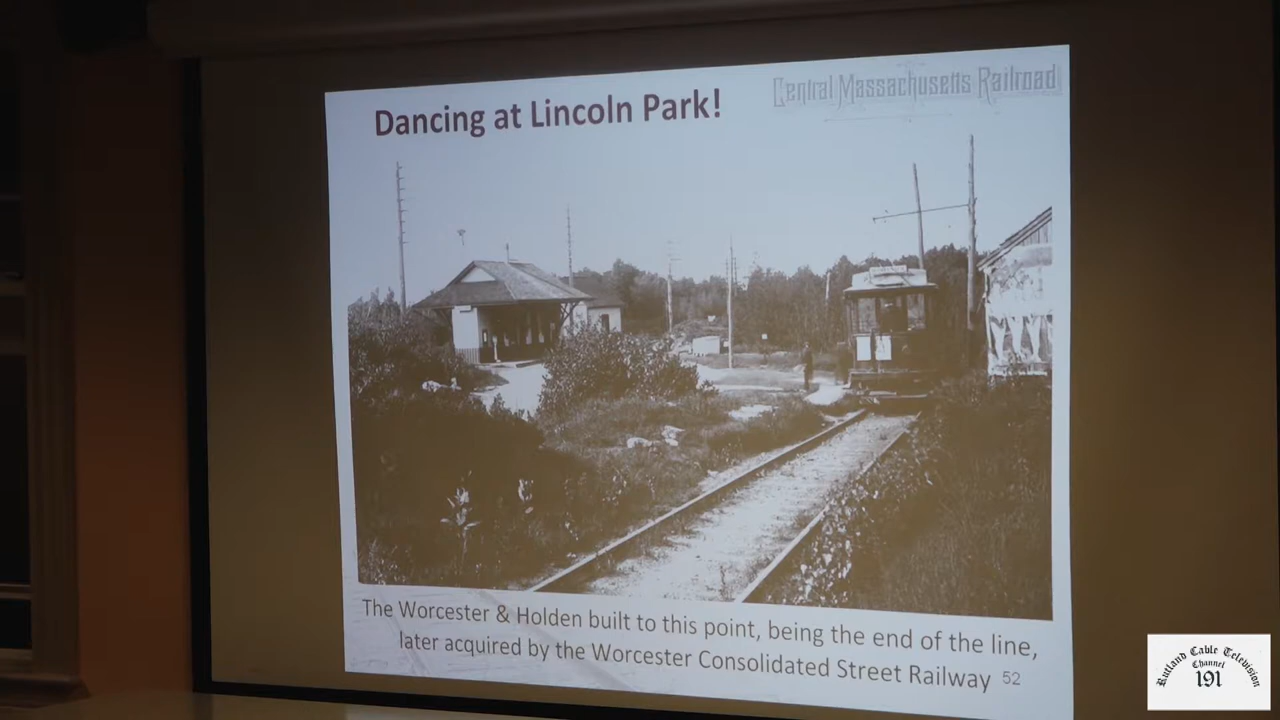 Central Massachusetts Railroad
Dancing at Lincoln Park!
The Worcester & Holden built to this point, being the end of the line,
later acquired by the Worcester Consolidated Street Railway
52
Rutland Cable Television
Channel
191